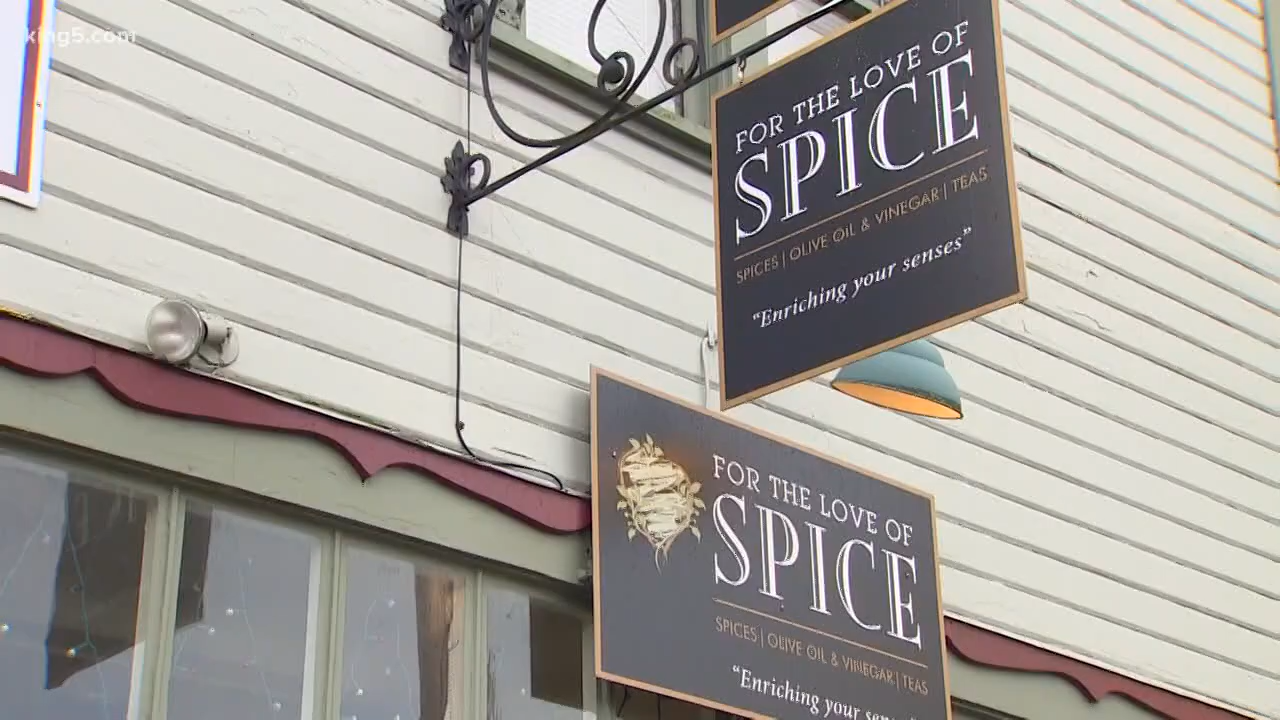 king5.com
FOR THE LOVE OF
SPICE
SPICES | OLIVE OIL & VINEGAR | TEAS
“Enriching your senses”
FOR THE LOVE OF
SPICE
SPICES | OLIVE OIL & VINEGAR | TEAS
“Enriching your